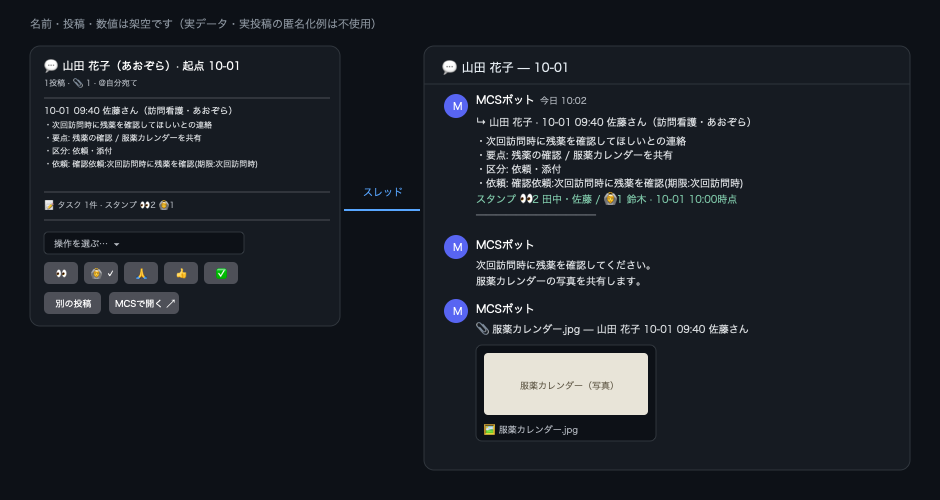 名前・投稿・数値は架空です（実データ・実投稿の匿名化例は不使用）
💬 山田 花子（あおぞら）· 起点 10-01
1投稿 · 📎 1 · @自分宛て
10-01 09:40 佐藤さん（訪問看護・あおぞら）
・次回訪問時に残薬を確認してほしいとの連絡
・要点: 残薬の確認 / 服薬カレンダーを共有
・区分: 依頼・添付
・依頼: 確認依頼:次回訪問時に残薬を確認(期限:次回訪問時)
📝 タスク 1件 · スタンプ 👀2 🙆1
操作を選ぶ…
👀 🙆 ✓ 🙏 👍 ✅
別の投稿 MCSで開く ↗
スレッド
💬 山田 花子 — 10-01
M MCSボット 今日 10:02
↳ 山田 花子 · 10-01 09:40 佐藤さん（訪問看護・あおぞら）
・次回訪問時に残薬を確認してほしいとの連絡
・要点: 残薬の確認 / 服薬カレンダーを共有
・区分: 依頼・添付
・依頼: 確認依頼:次回訪問時に残薬を確認(期限:次回訪問時)
スタンプ 👀2 田中・佐藤 / 🙆1 鈴木 · 10-01 10:00時点
M MCSボット
次回訪問時に残薬を確認してください。
服薬カレンダーの写真を共有します。
M MCSボット
📎 服薬カレンダー.jpg — 山田 花子 10-01 09:40 佐藤さん
服薬カレンダー（写真）
🖼️ 服薬カレンダー.jpg